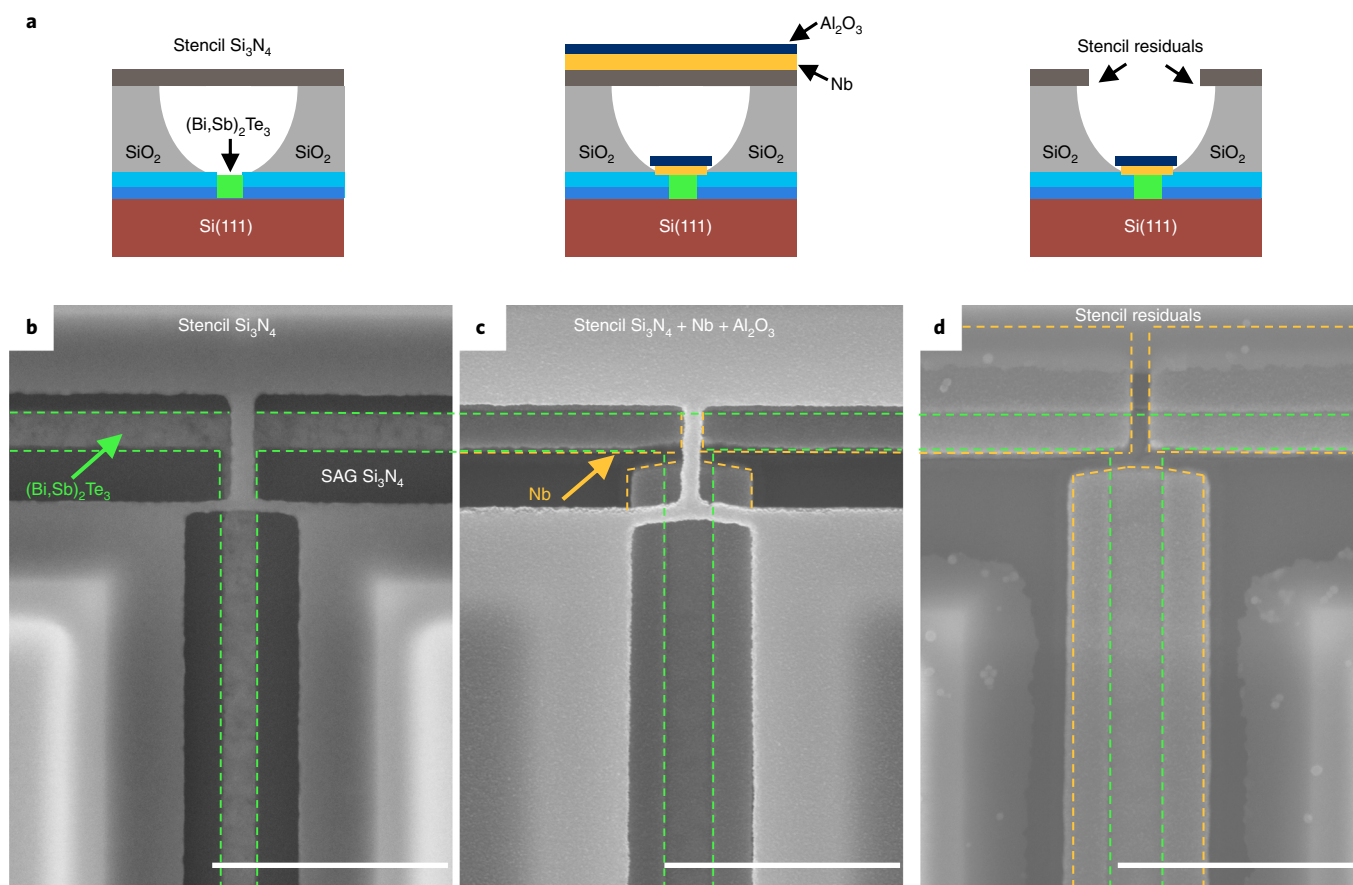 a
Stencil Si₃N₄
(Bi,Sb)₂Te₃
SiO₂
SiO₂
Si(111)
Al₂O₃
Nb
SiO₂
SiO₂
Si(111)
Stencil residuals
SiO₂
SiO₂
Si(111)
b
Stencil Si₃N₄
(Bi,Sb)₂Te₃
SAG Si₃N₄
c
Stencil Si₃N₄ + Nb + Al₂O₃
Nb
d
Stencil residuals